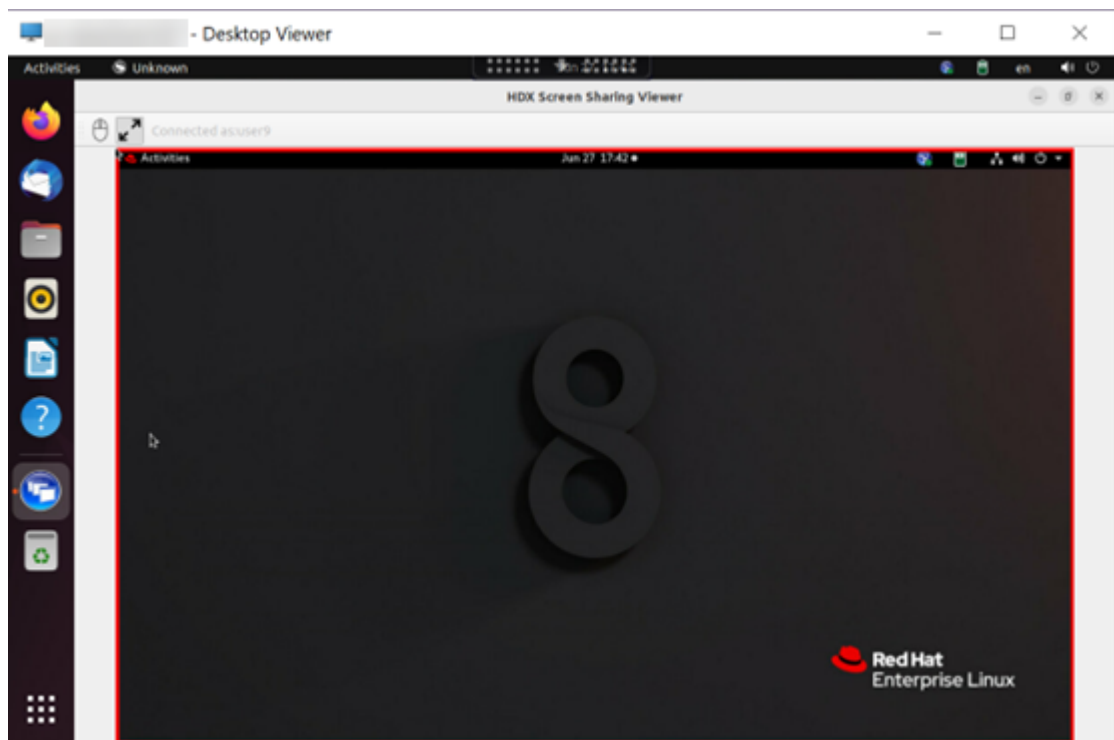 - Desktop Viewer
Activities Unknown en
HDX Screen Sharing Viewer
Connected as:user9
Activities Jun 27 17:42
8
Red Hat
Enterprise Linux